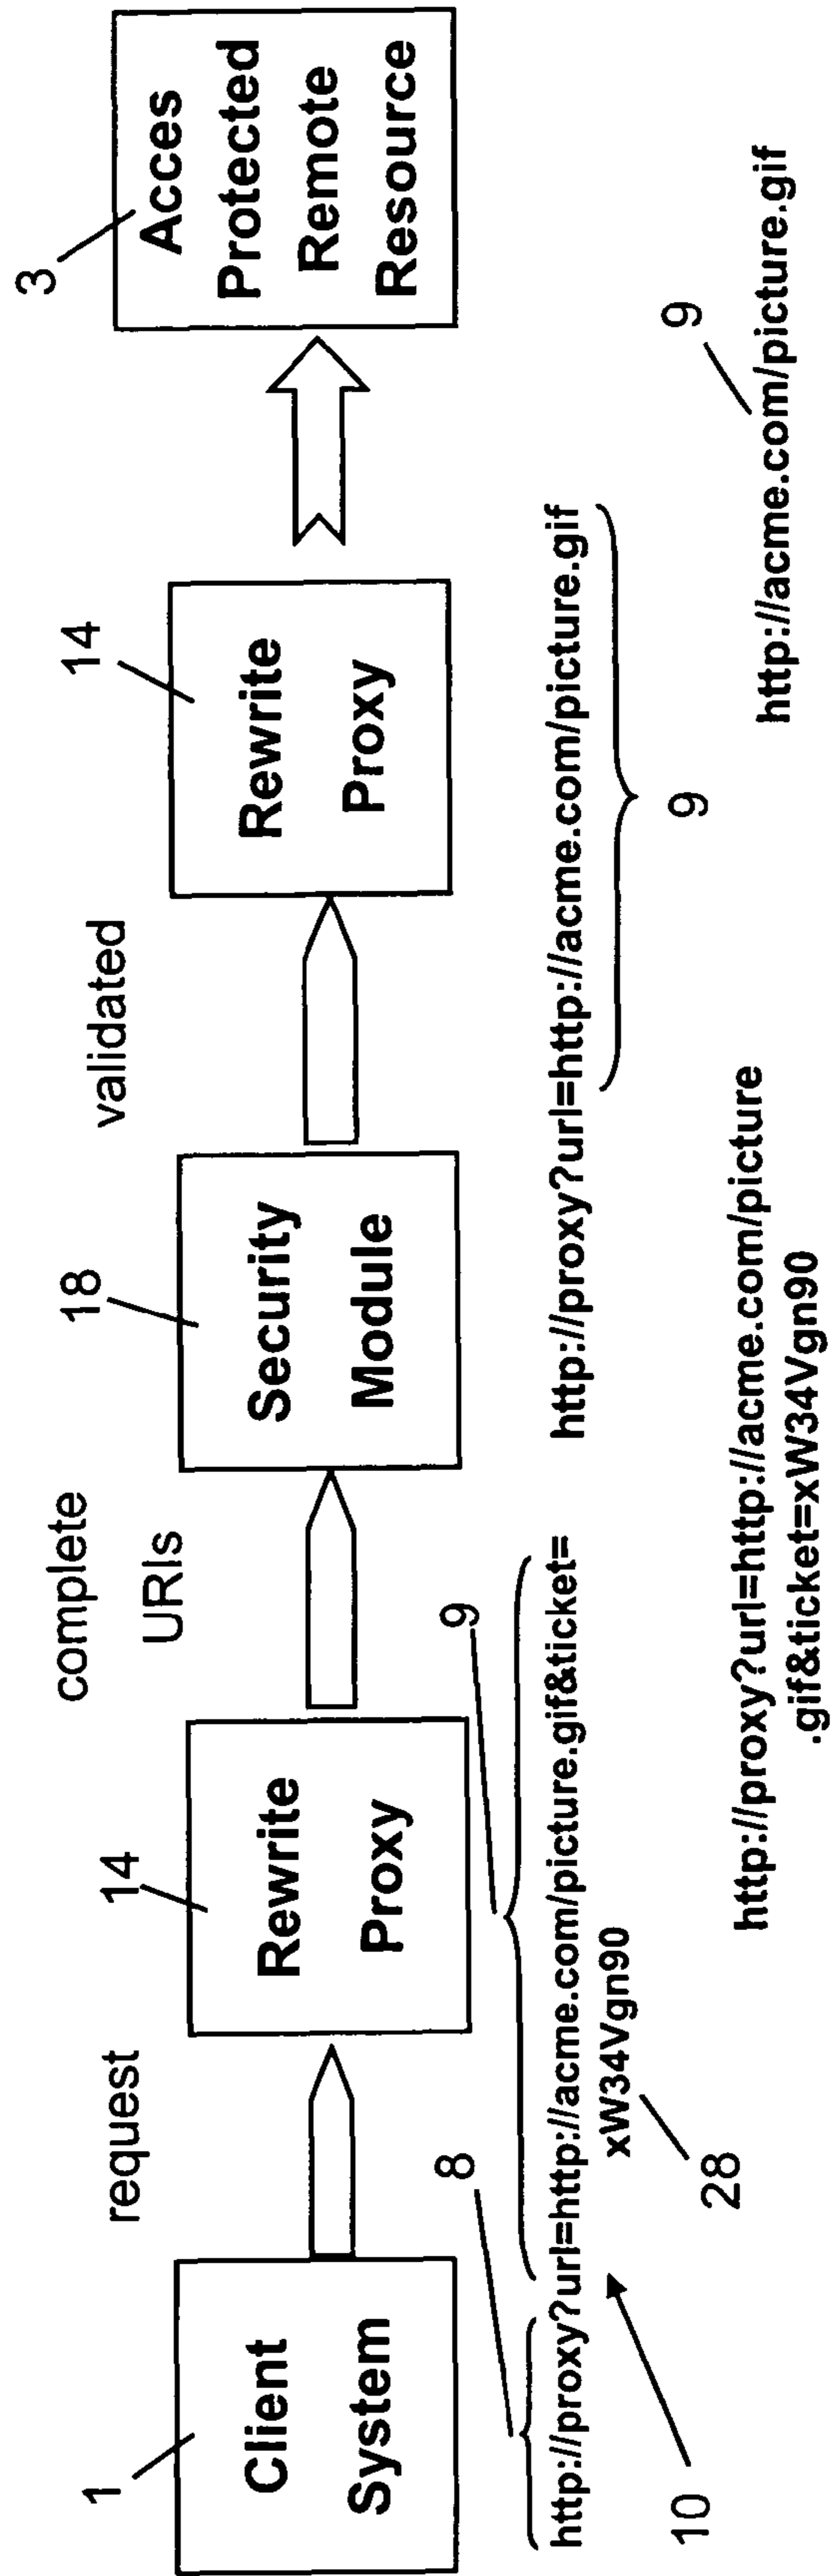 1
Client
System
request
14
Rewrite
Proxy
complete
URIs
18
Security
Module
validated
14
Rewrite
Proxy
3
Acces
Protected
Remote
Resource
8
9
http://proxy?url=http://acme.com/picture.gif&ticket=
xW34Vgn90
10
28
http://proxy?url=http://acme.com/picture
.gif&ticket=xW34Vgn90
http://proxy?url=http://acme.com/picture.gif
9
9
http://acme.com/picture.gif